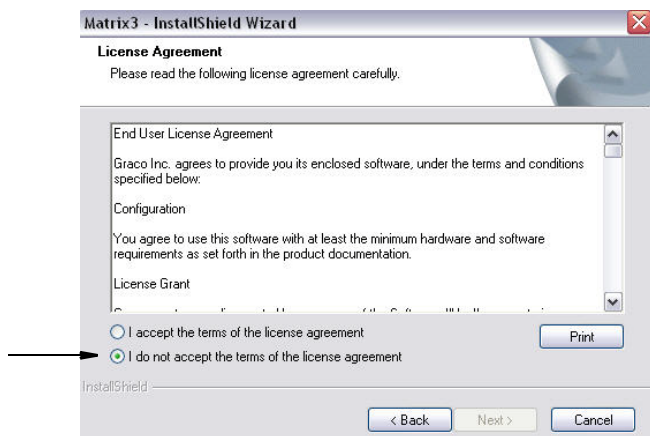 Matrix3 - InstallShield Wizard
License Agreement
Please read the following license agreement carefully.
End User License Agreement
Graco Inc. agrees to provide you its enclosed software, under the terms and conditions
specified below:
Configuration
You agree to use this software with at least the minimum hardware and software
requirements as set forth in the product documentation.
License Grant
I accept the terms of the license agreement
Print
I do not accept the terms of the license agreement
InstallShield
< Back
Next >
Cancel